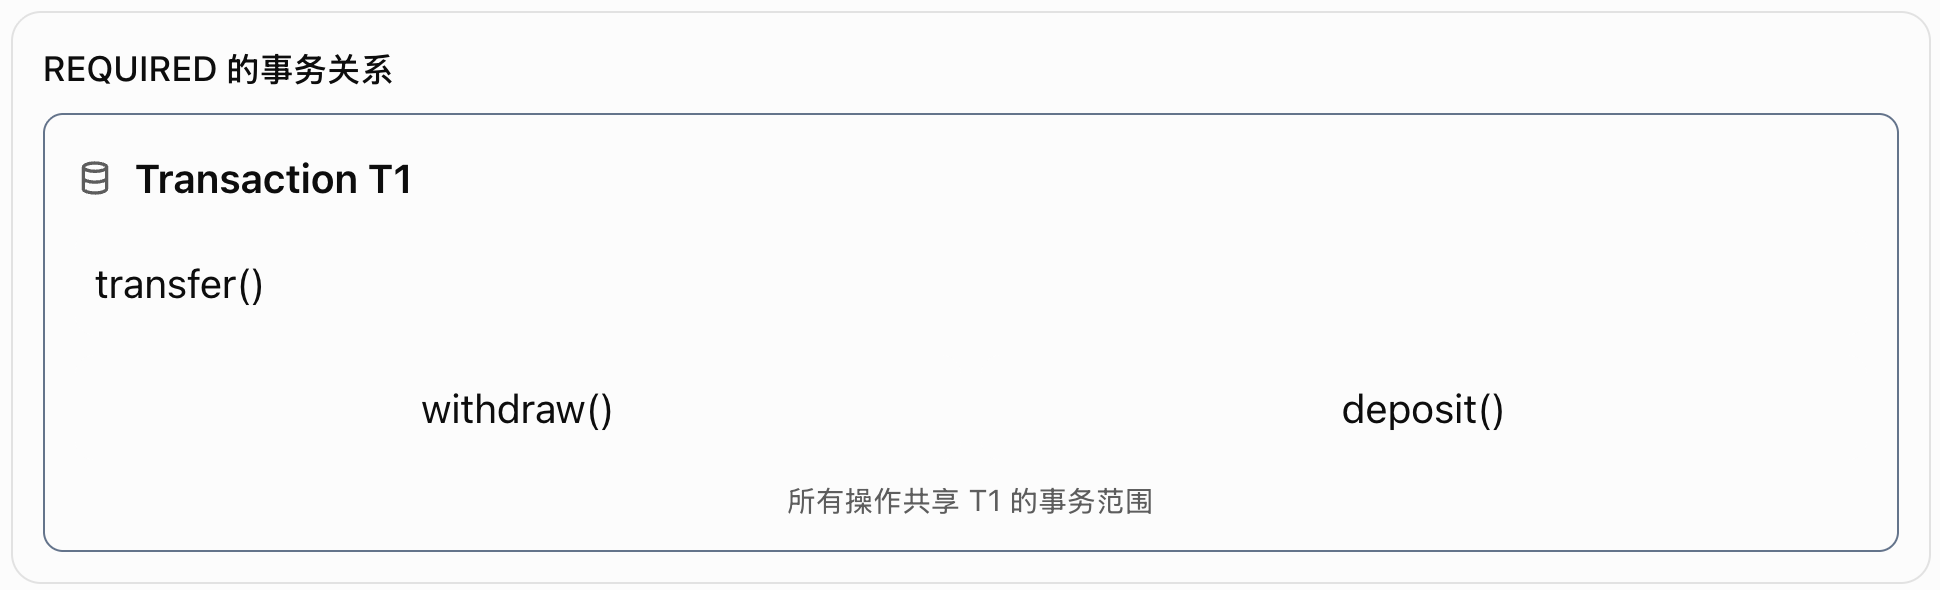 REQUIRED 的事务关系
Transaction T1
transfer()
withdraw() deposit()
所有操作共享 T1 的事务范围